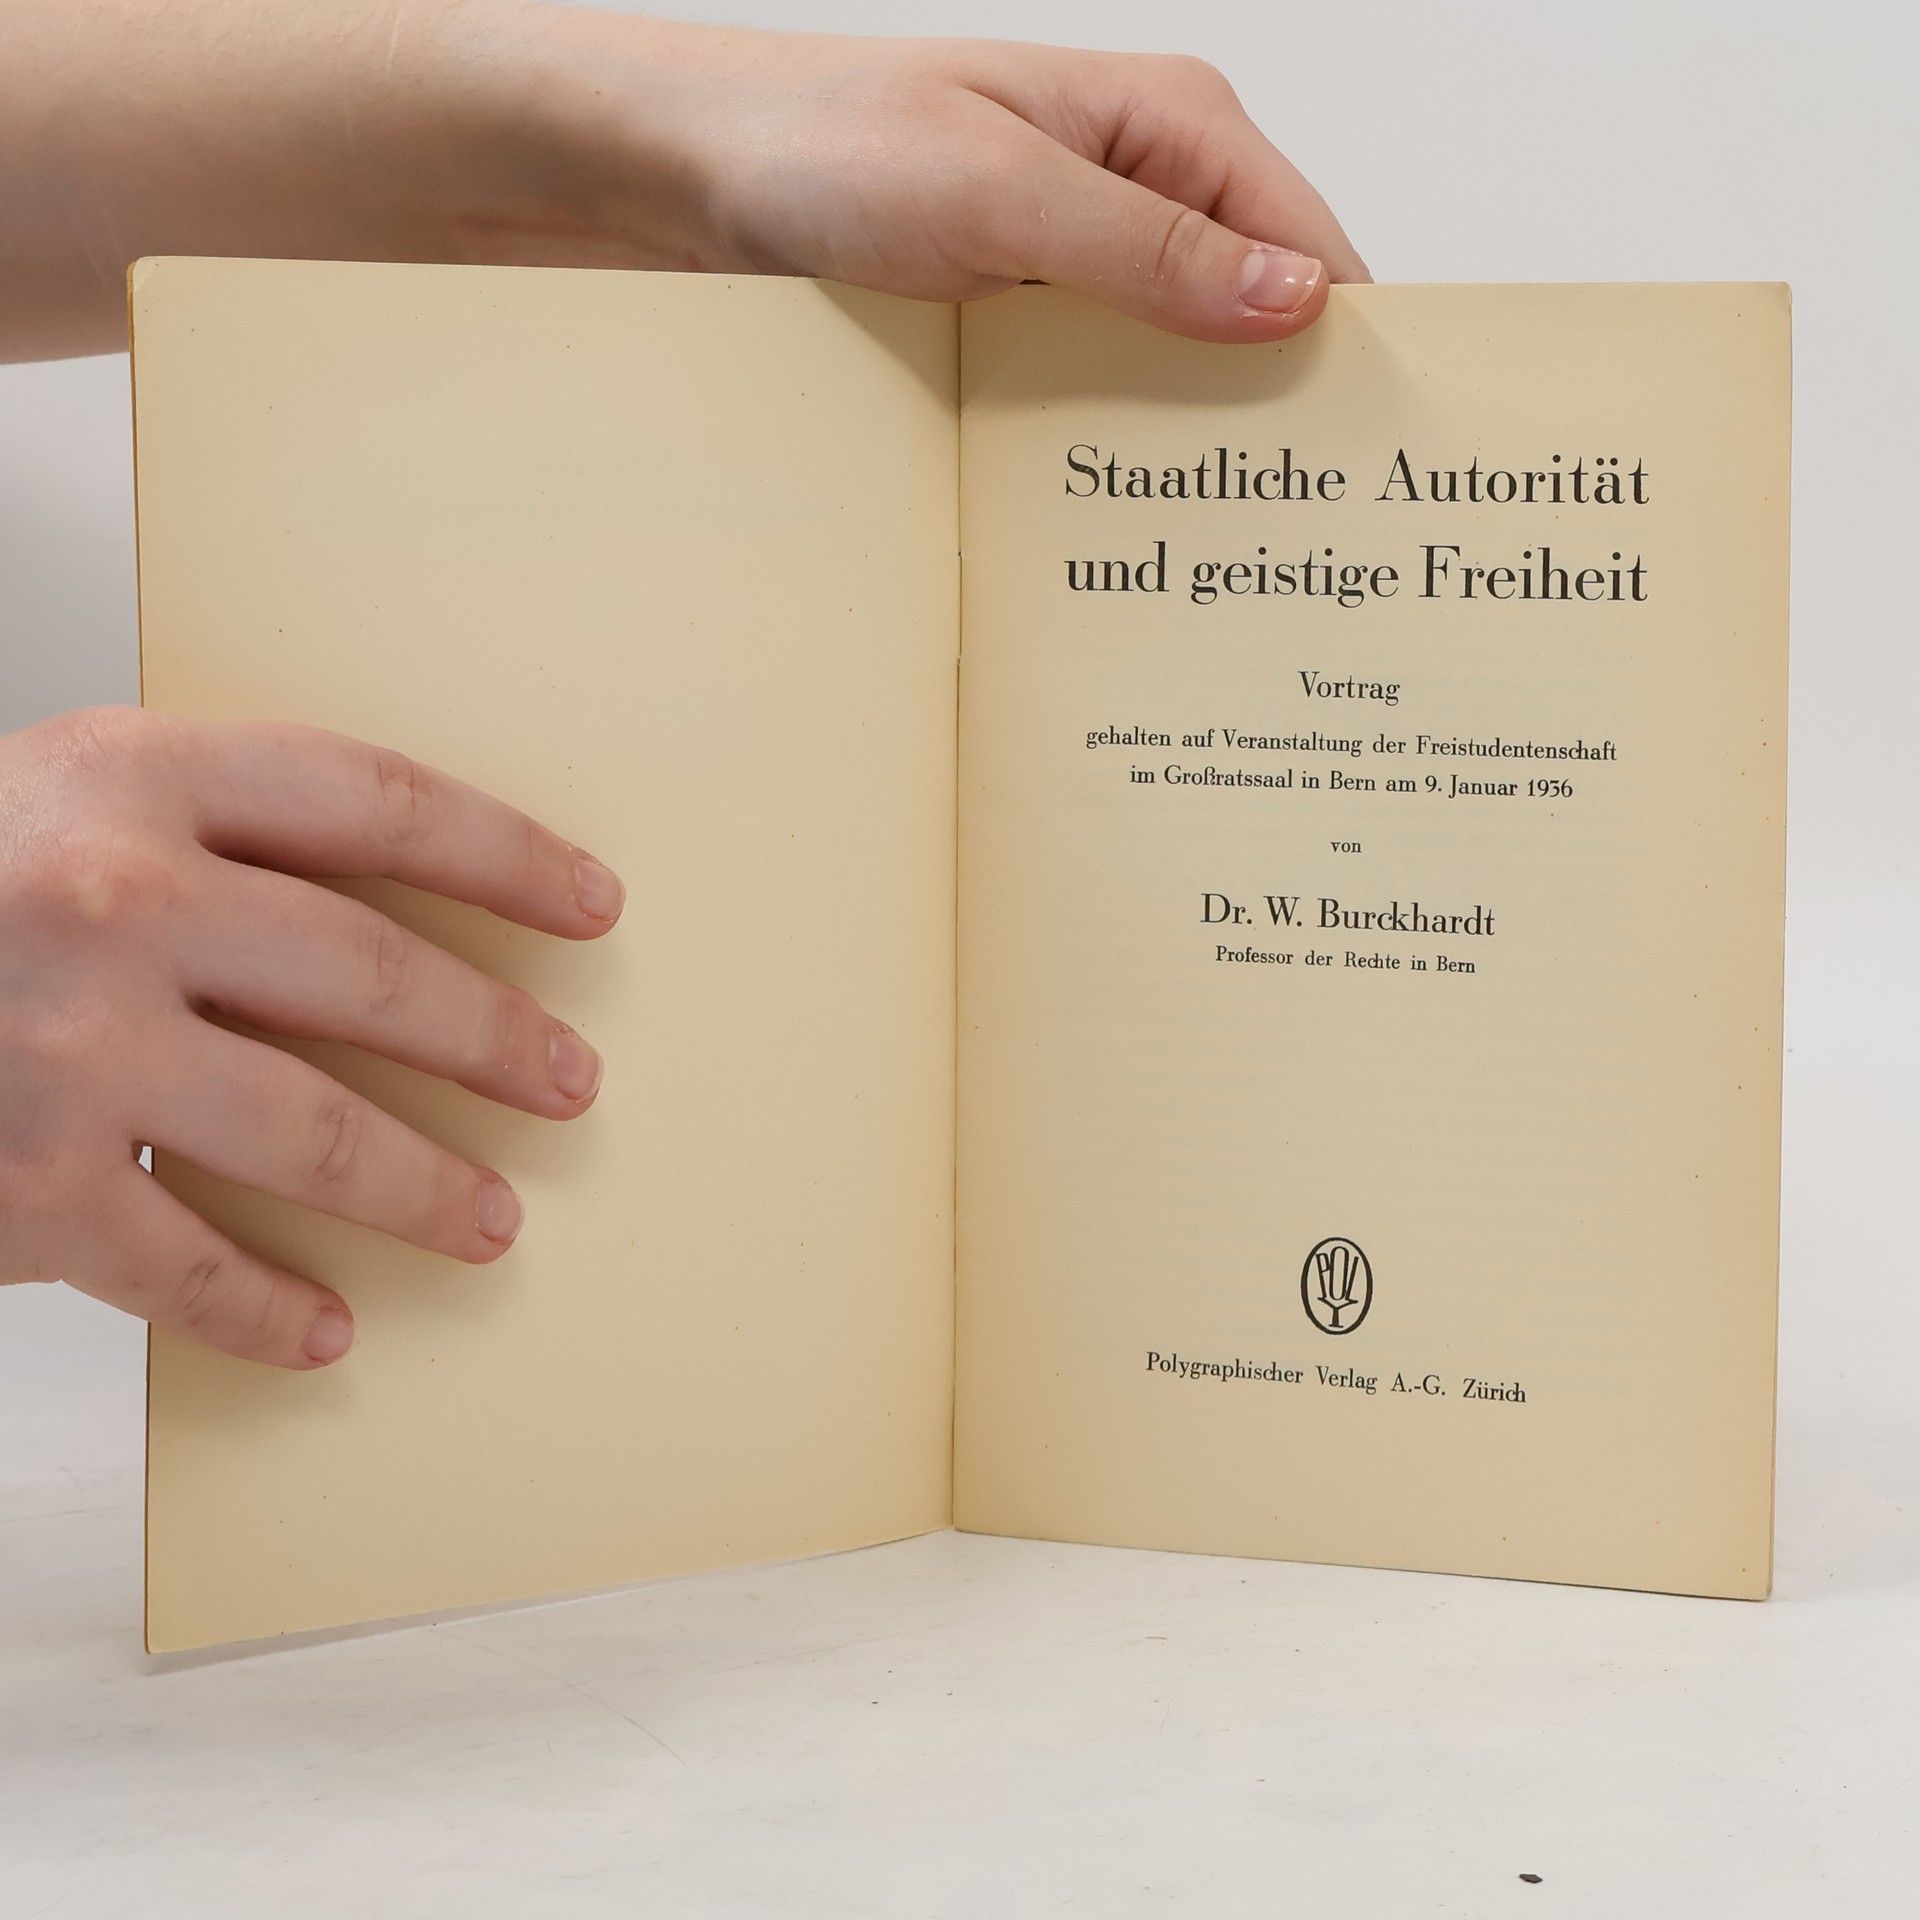 Staatliche Autorität
und geistige Freiheit
Vortrag
gehalten auf Veranstaltung der Freistudentenschaft
im Großratssaal in Bern am 9. Januar 1936
von
Dr. W. Burckhardt
Professor der Rechte in Bern
POLY
Polygraphischer Verlag A.-G. Zürich